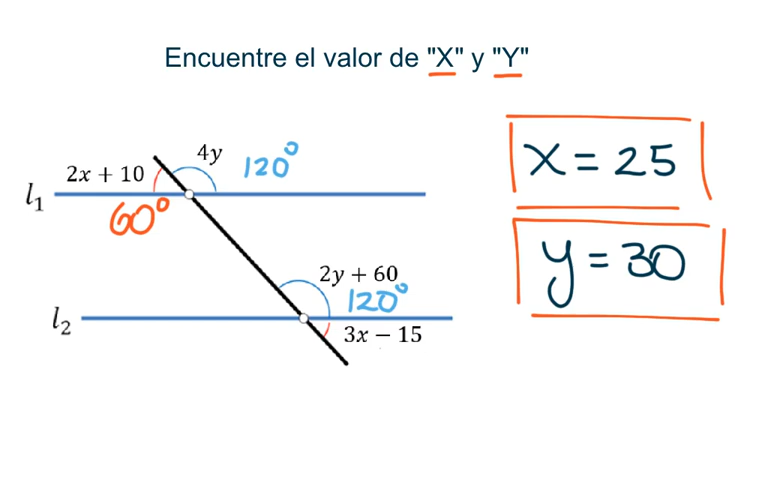 Encuentre el valor de "X" y "Y"
4y
120°
2x + 10
l₁
60°
x = 25
y = 30
2y + 60
120°
l₂
3x − 15